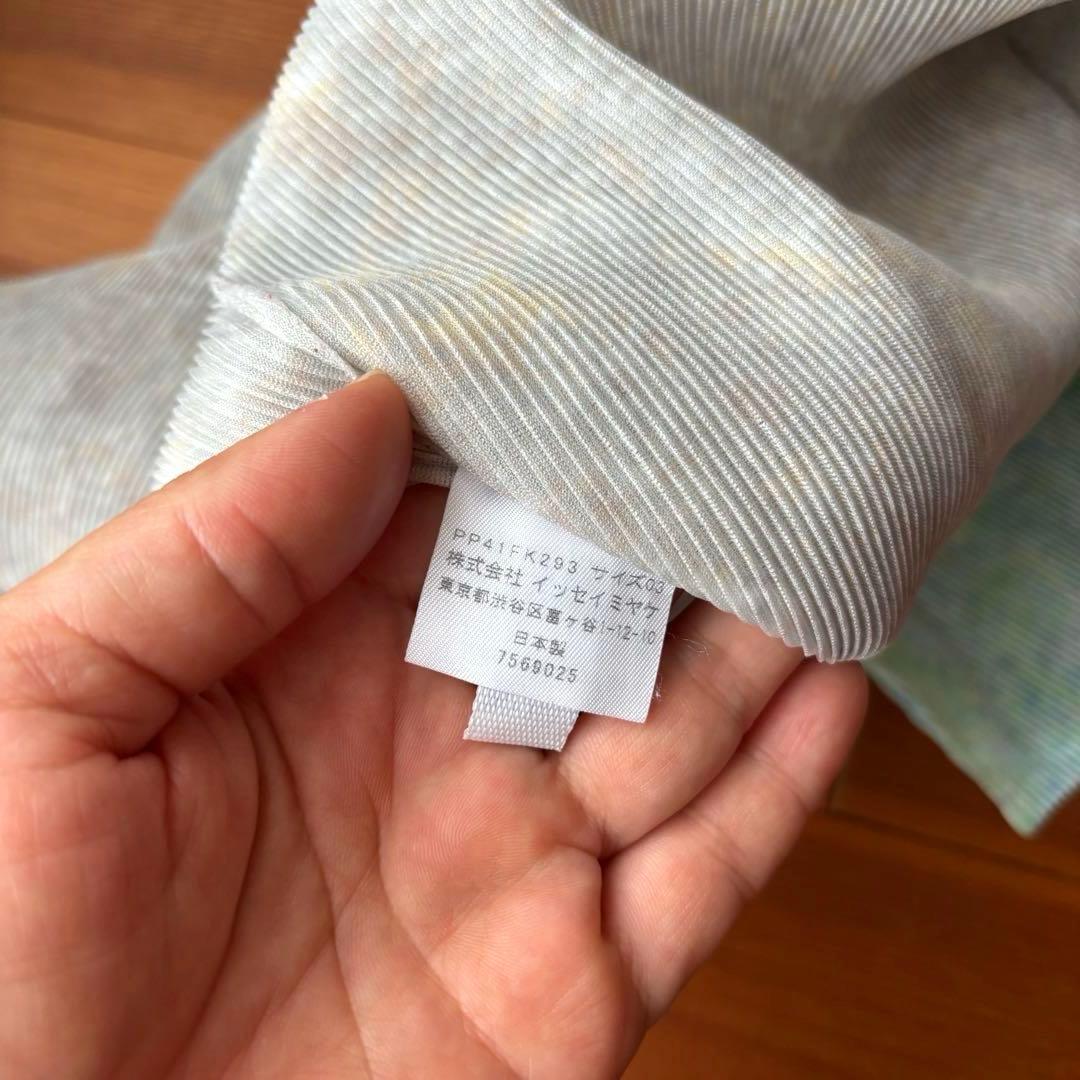 PP41FK293 サイズ03
株式会社 イッセイミヤケ
東京都渋谷区富ヶ谷1-12-10
日本製
7569025